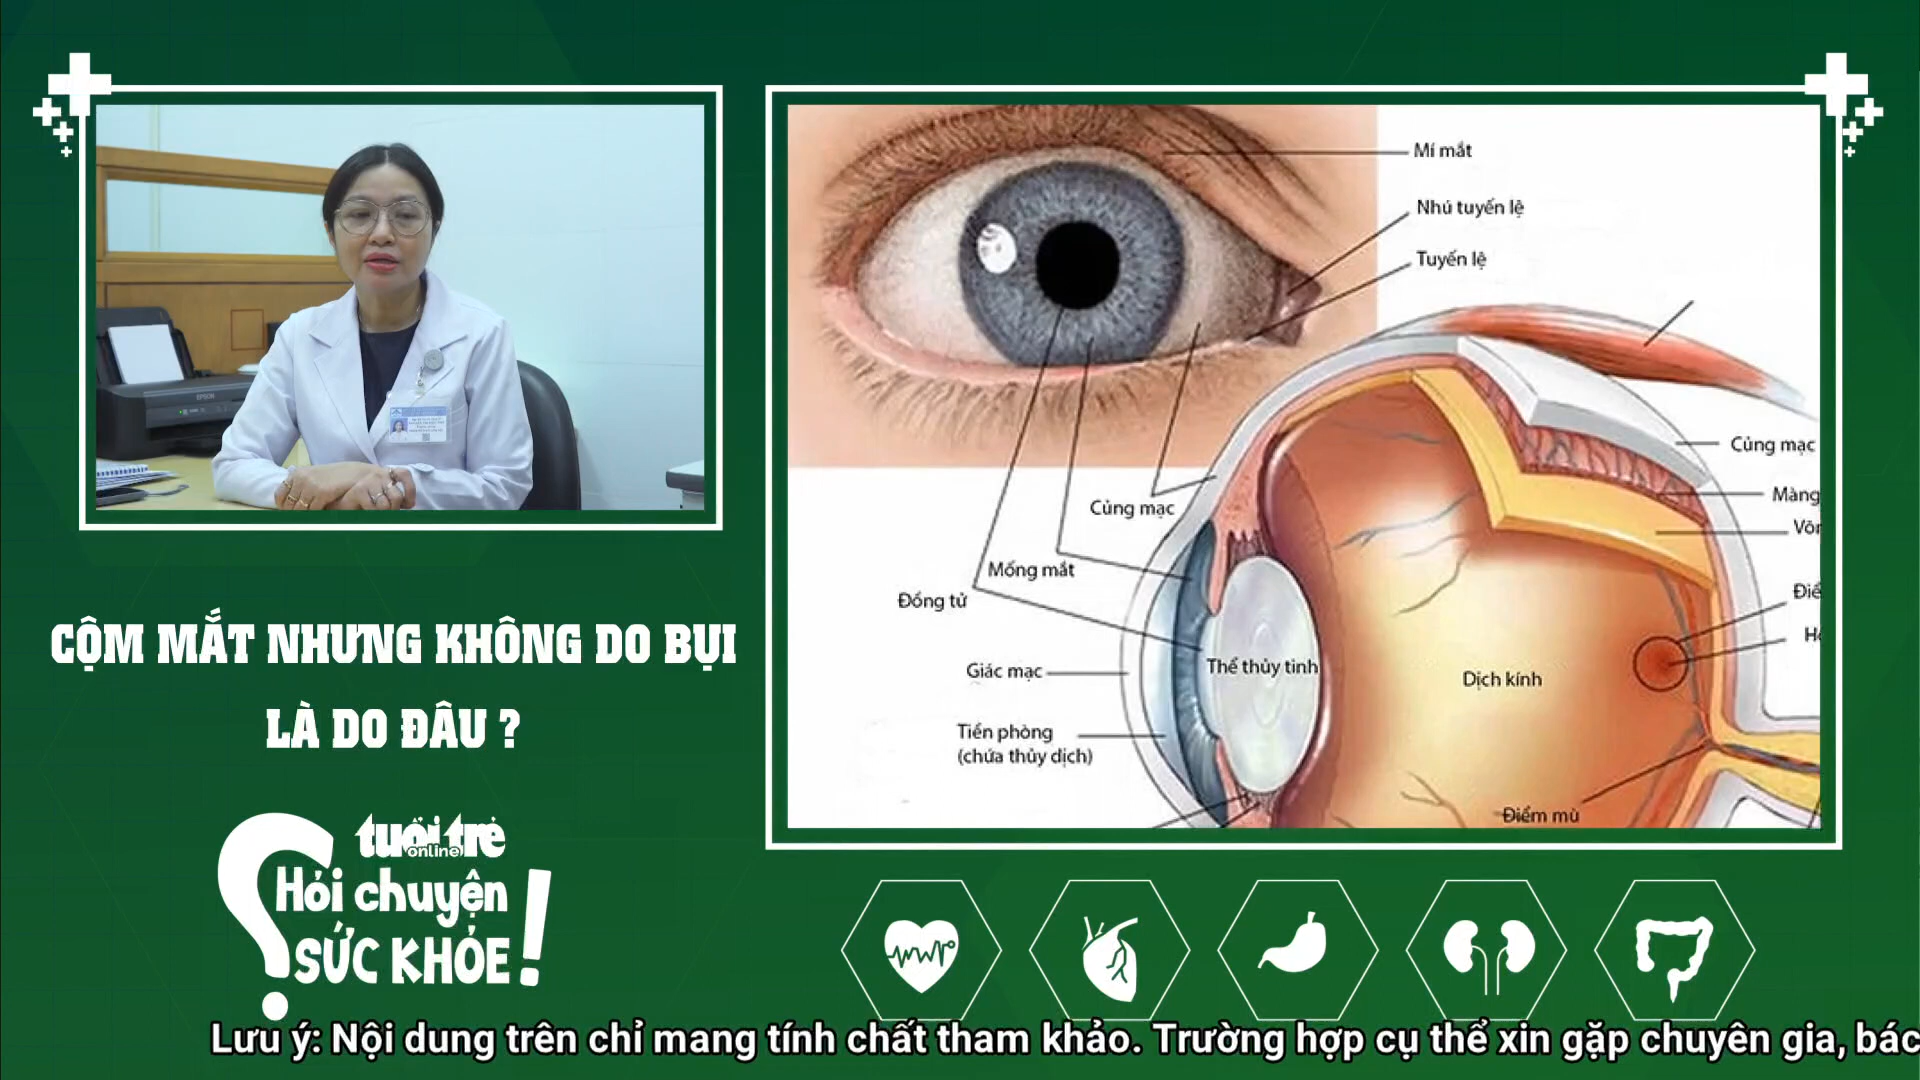 EPSON
CỘM MẮT NHƯNG KHÔNG DO BỤI
LÀ DO ĐÂU ?
tuổi trẻ
online
Hỏi chuyện
SỨC KHỎE !
Mí mắt
Nhú tuyến lệ
Tuyến lệ
Củng mạc
Màng
Củng mạc
Mống mắt
Đồng tử
Giác mạc
Thể thủy tinh
Dịch kính
Tiền phòng
(chứa thủy dịch)
Điểm mù
Lưu ý: Nội dung trên chỉ mang tính chất tham khảo. Trường hợp cụ thể xin gặp chuyên gia, bác